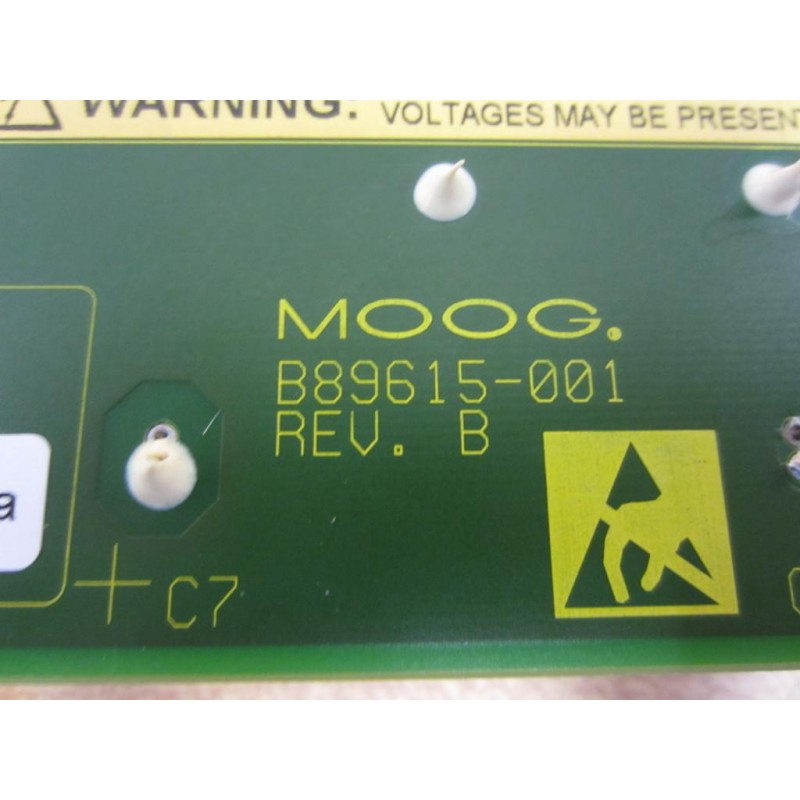 WARNING: VOLTAGES MAY BE PRESENT
MOOG.
B89615-001
REV. B
a
+ C7